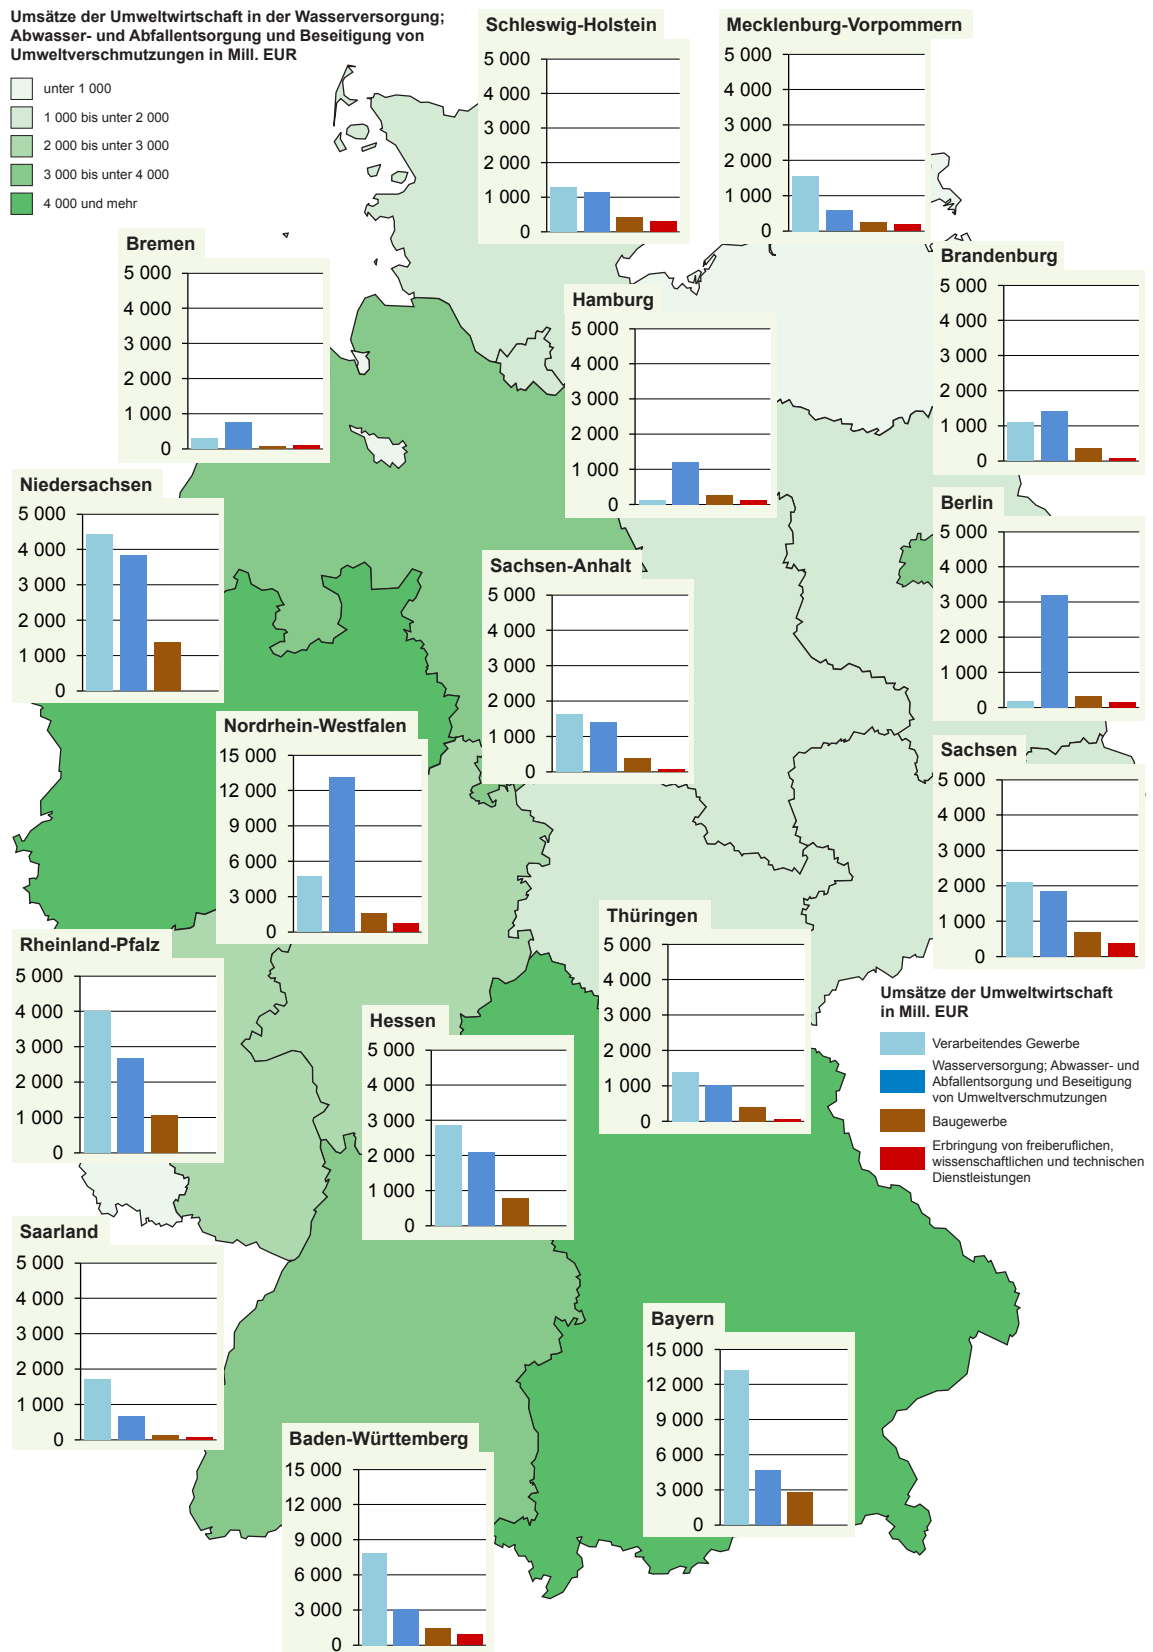 Umsätze der Umweltwirtschaft in der Wasserversorgung;
Abwasser- und Abfallentsorgung und Beseitigung von
Umweltverschmutzungen in Mill. EUR
unter 1 000
1 000 bis unter 2 000
2 000 bis unter 3 000
3 000 bis unter 4 000
4 000 und mehr
Schleswig-Holstein
5 000
4 000
3 000
2 000
1 000
0
Mecklenburg-Vorpommern
5 000
4 000
3 000
2 000
1 000
0
Bremen
5 000
4 000
3 000
2 000
1 000
0
Hamburg
5 000
4 000
3 000
2 000
1 000
0
Brandenburg
5 000
4 000
3 000
2 000
1 000
0
Niedersachsen
5 000
4 000
3 000
2 000
1 000
0
Sachsen-Anhalt
5 000
4 000
3 000
2 000
1 000
0
Berlin
5 000
4 000
3 000
2 000
1 000
0
Nordrhein-Westfalen
15 000
12 000
9 000
6 000
3 000
0
Sachsen
5 000
4 000
3 000
2 000
1 000
0
Rheinland-Pfalz
5 000
4 000
3 000
2 000
1 000
0
Hessen
5 000
4 000
3 000
2 000
1 000
0
Thüringen
5 000
4 000
3 000
2 000
1 000
0
Umsätze der Umweltwirtschaft
in Mill. EUR
Verarbeitendes Gewerbe
Wasserversorgung; Abwasser- und
Abfallentsorgung und Beseitigung
von Umweltverschmutzungen
Baugewerbe
Erbringung von freiberuflichen,
wissenschaftlichen und technischen
Dienstleistungen
Saarland
5 000
4 000
3 000
2 000
1 000
0
Bayern
15 000
12 000
9 000
6 000
3 000
0
Baden-Württemberg
15 000
12 000
9 000
6 000
3 000
0